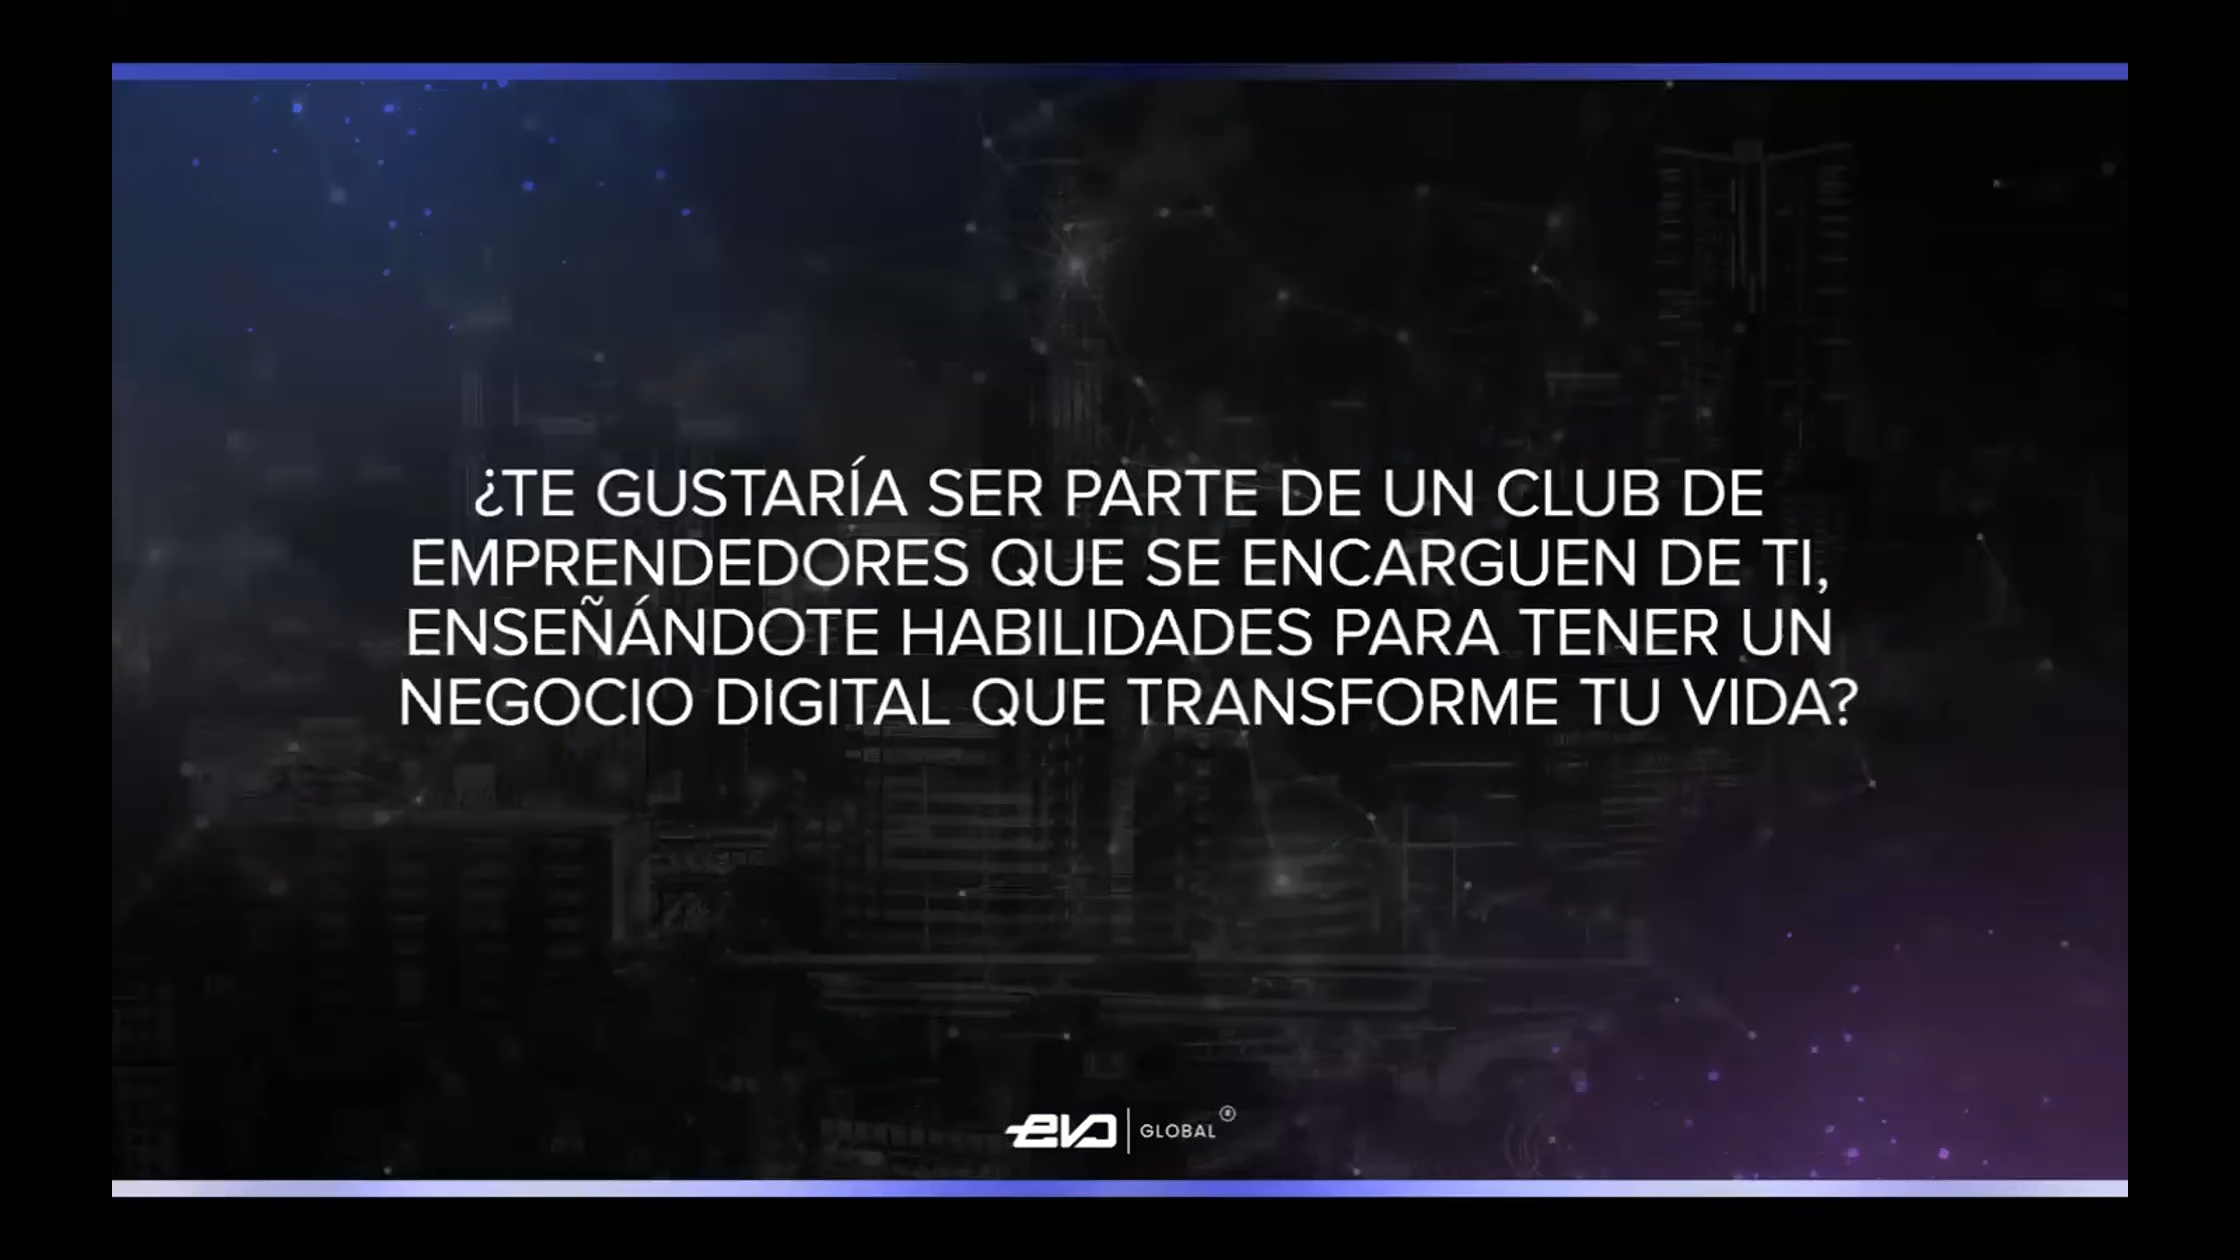 ¿TE GUSTARÍA SER PARTE DE UN CLUB DE
EMPRENDEDORES QUE SE ENCARGUEN DE TI,
ENSEÑÁNDOTE HABILIDADES PARA TENER UN
NEGOCIO DIGITAL QUE TRANSFORME TU VIDA?
evo | GLOBAL ®